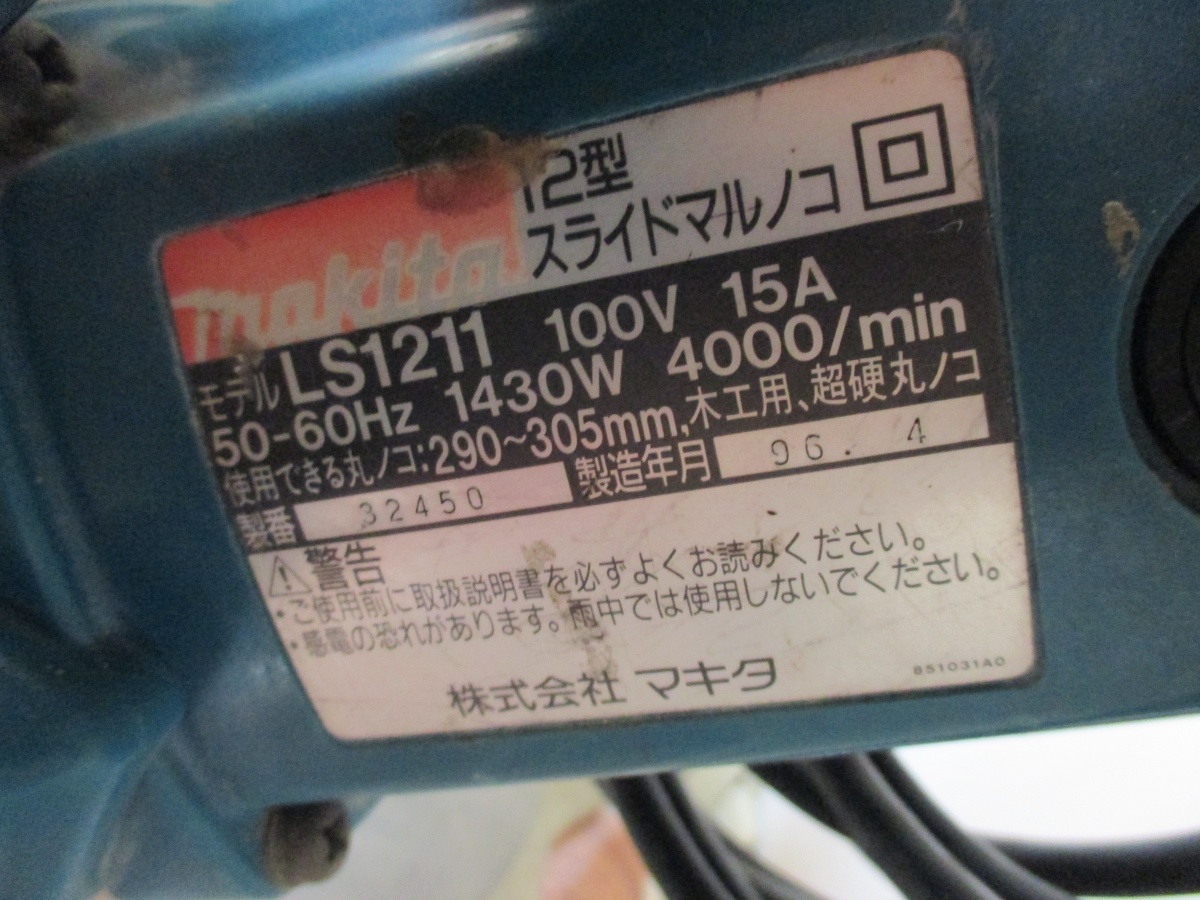 makita
12型
スライドマルノコ
モデル LS1211 100V 15A
50-60Hz 1430W 4000/min
使用できる丸ノコ:290~305mm,木工用、超硬丸ノコ
製番 32450 製造年月 96. 4
警告
・ご使用前に取扱説明書を必ずよくお読みください。
・感電の恐れがあります。雨中では使用しないでください。
株式会社 マキタ
851031A0